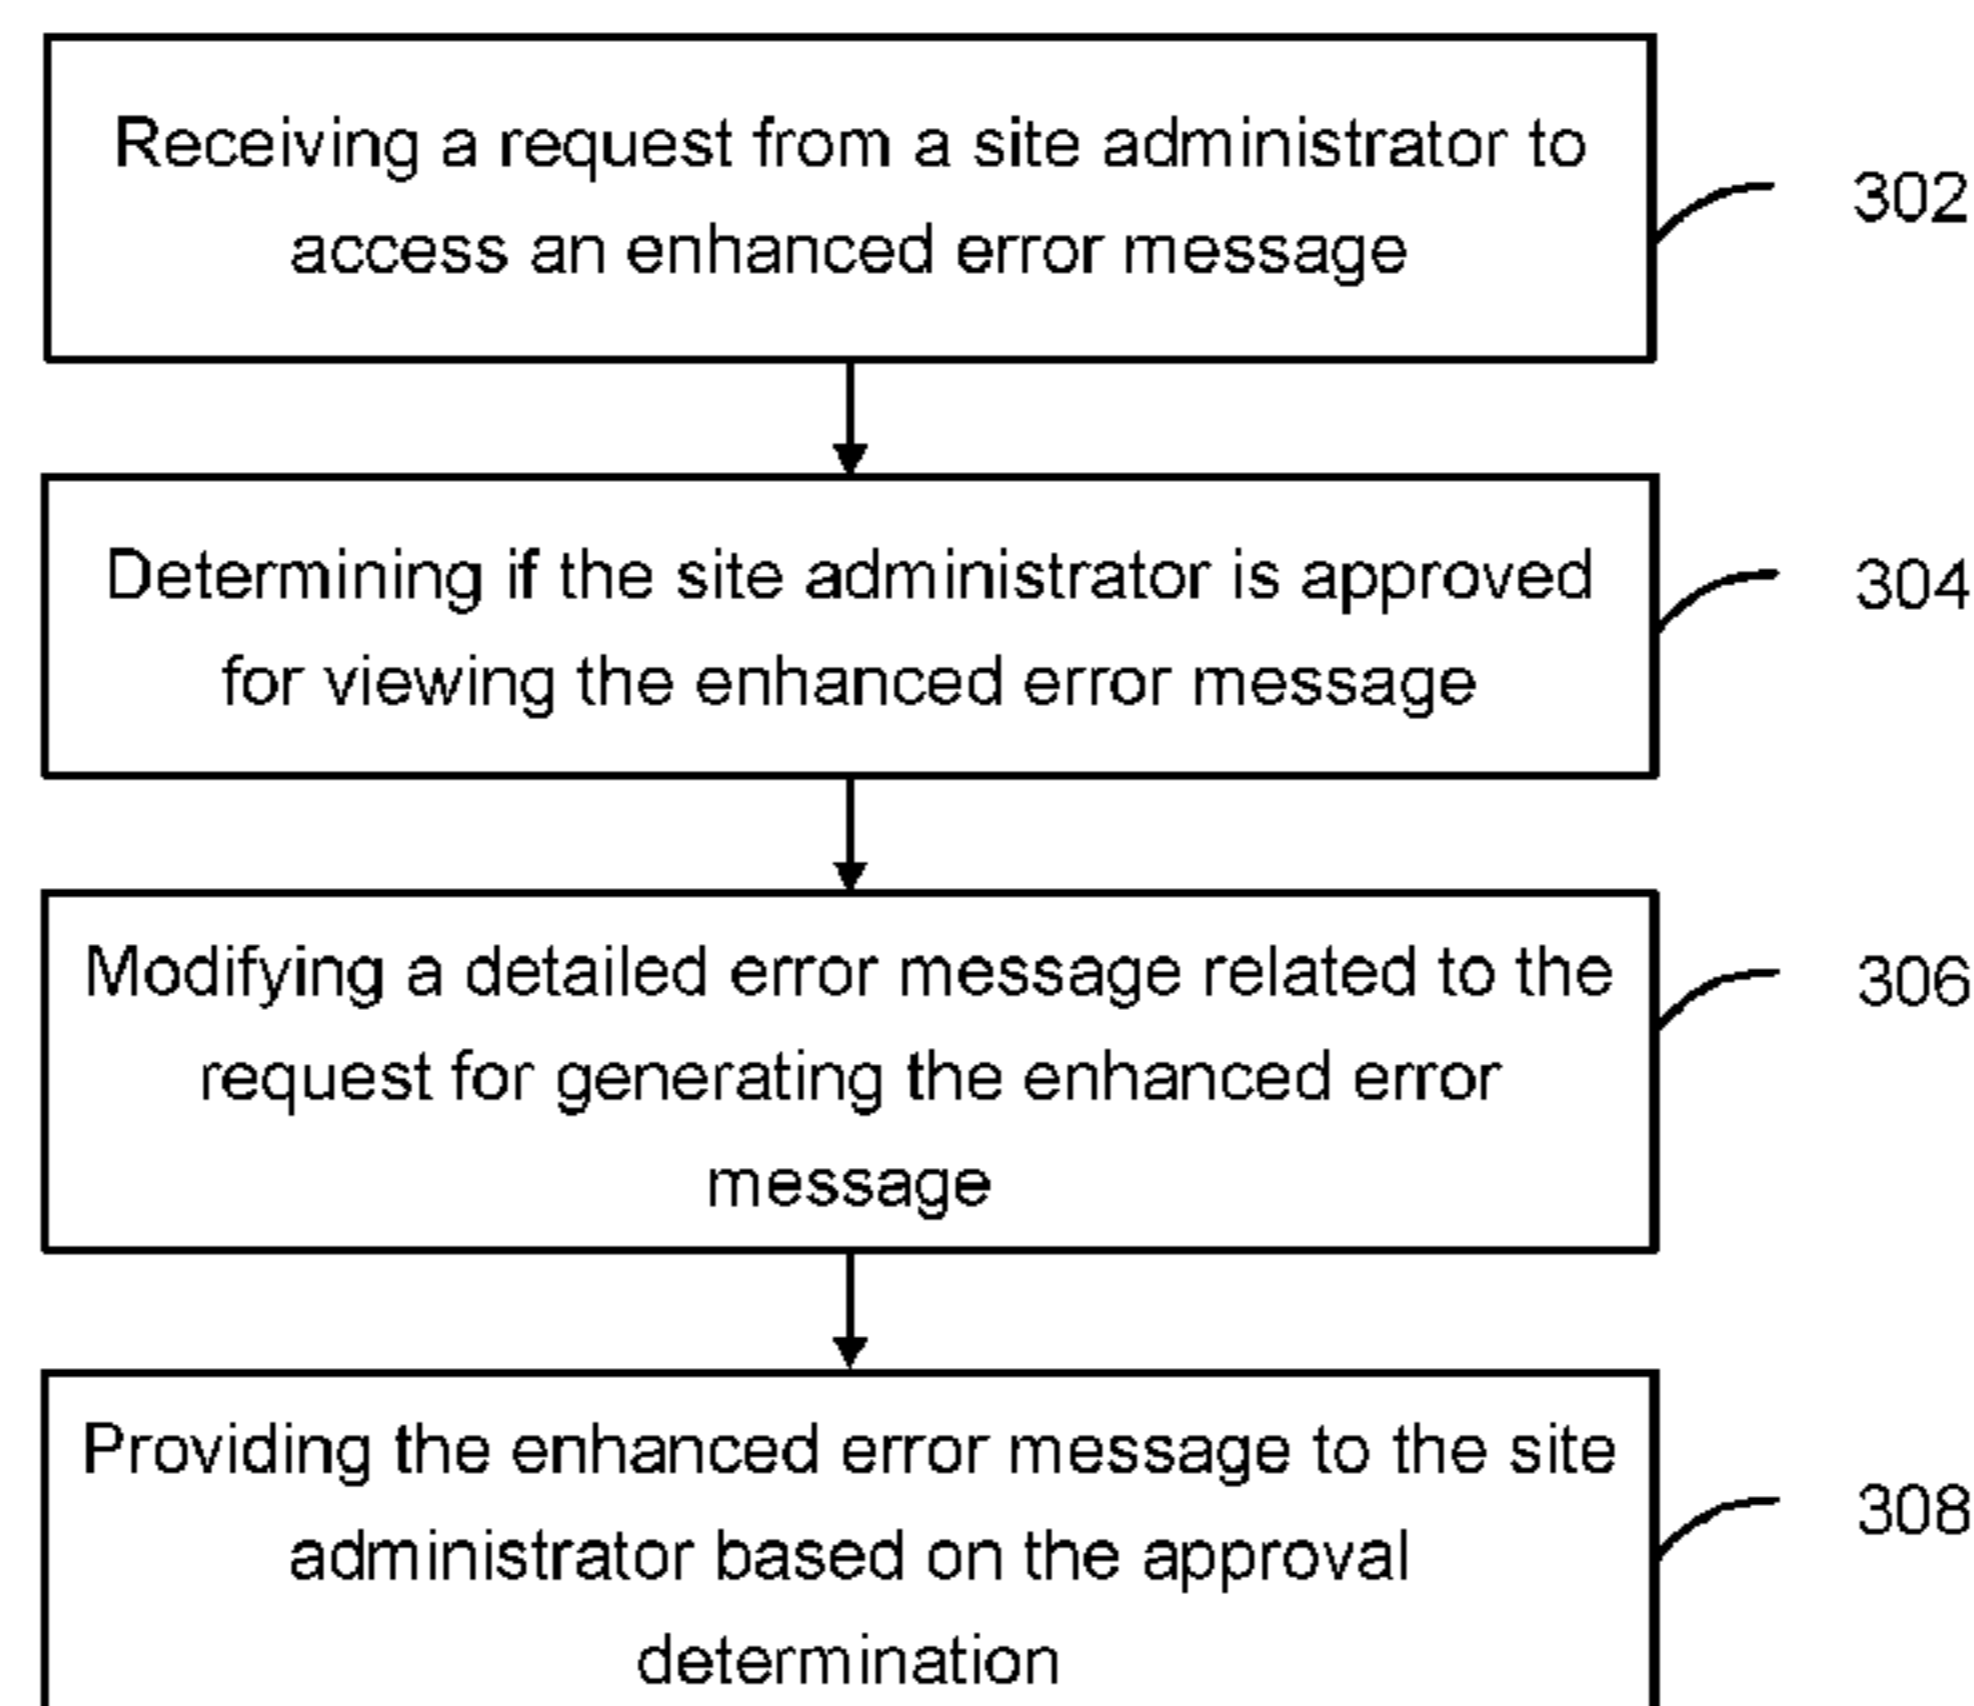 Receiving a request from a site administrator to
access an enhanced error message
302
Determining if the site administrator is approved
for viewing the enhanced error message
304
Modifying a detailed error message related to the
request for generating the enhanced error
message
306
Providing the enhanced error message to the site
administrator based on the approval
determination
308